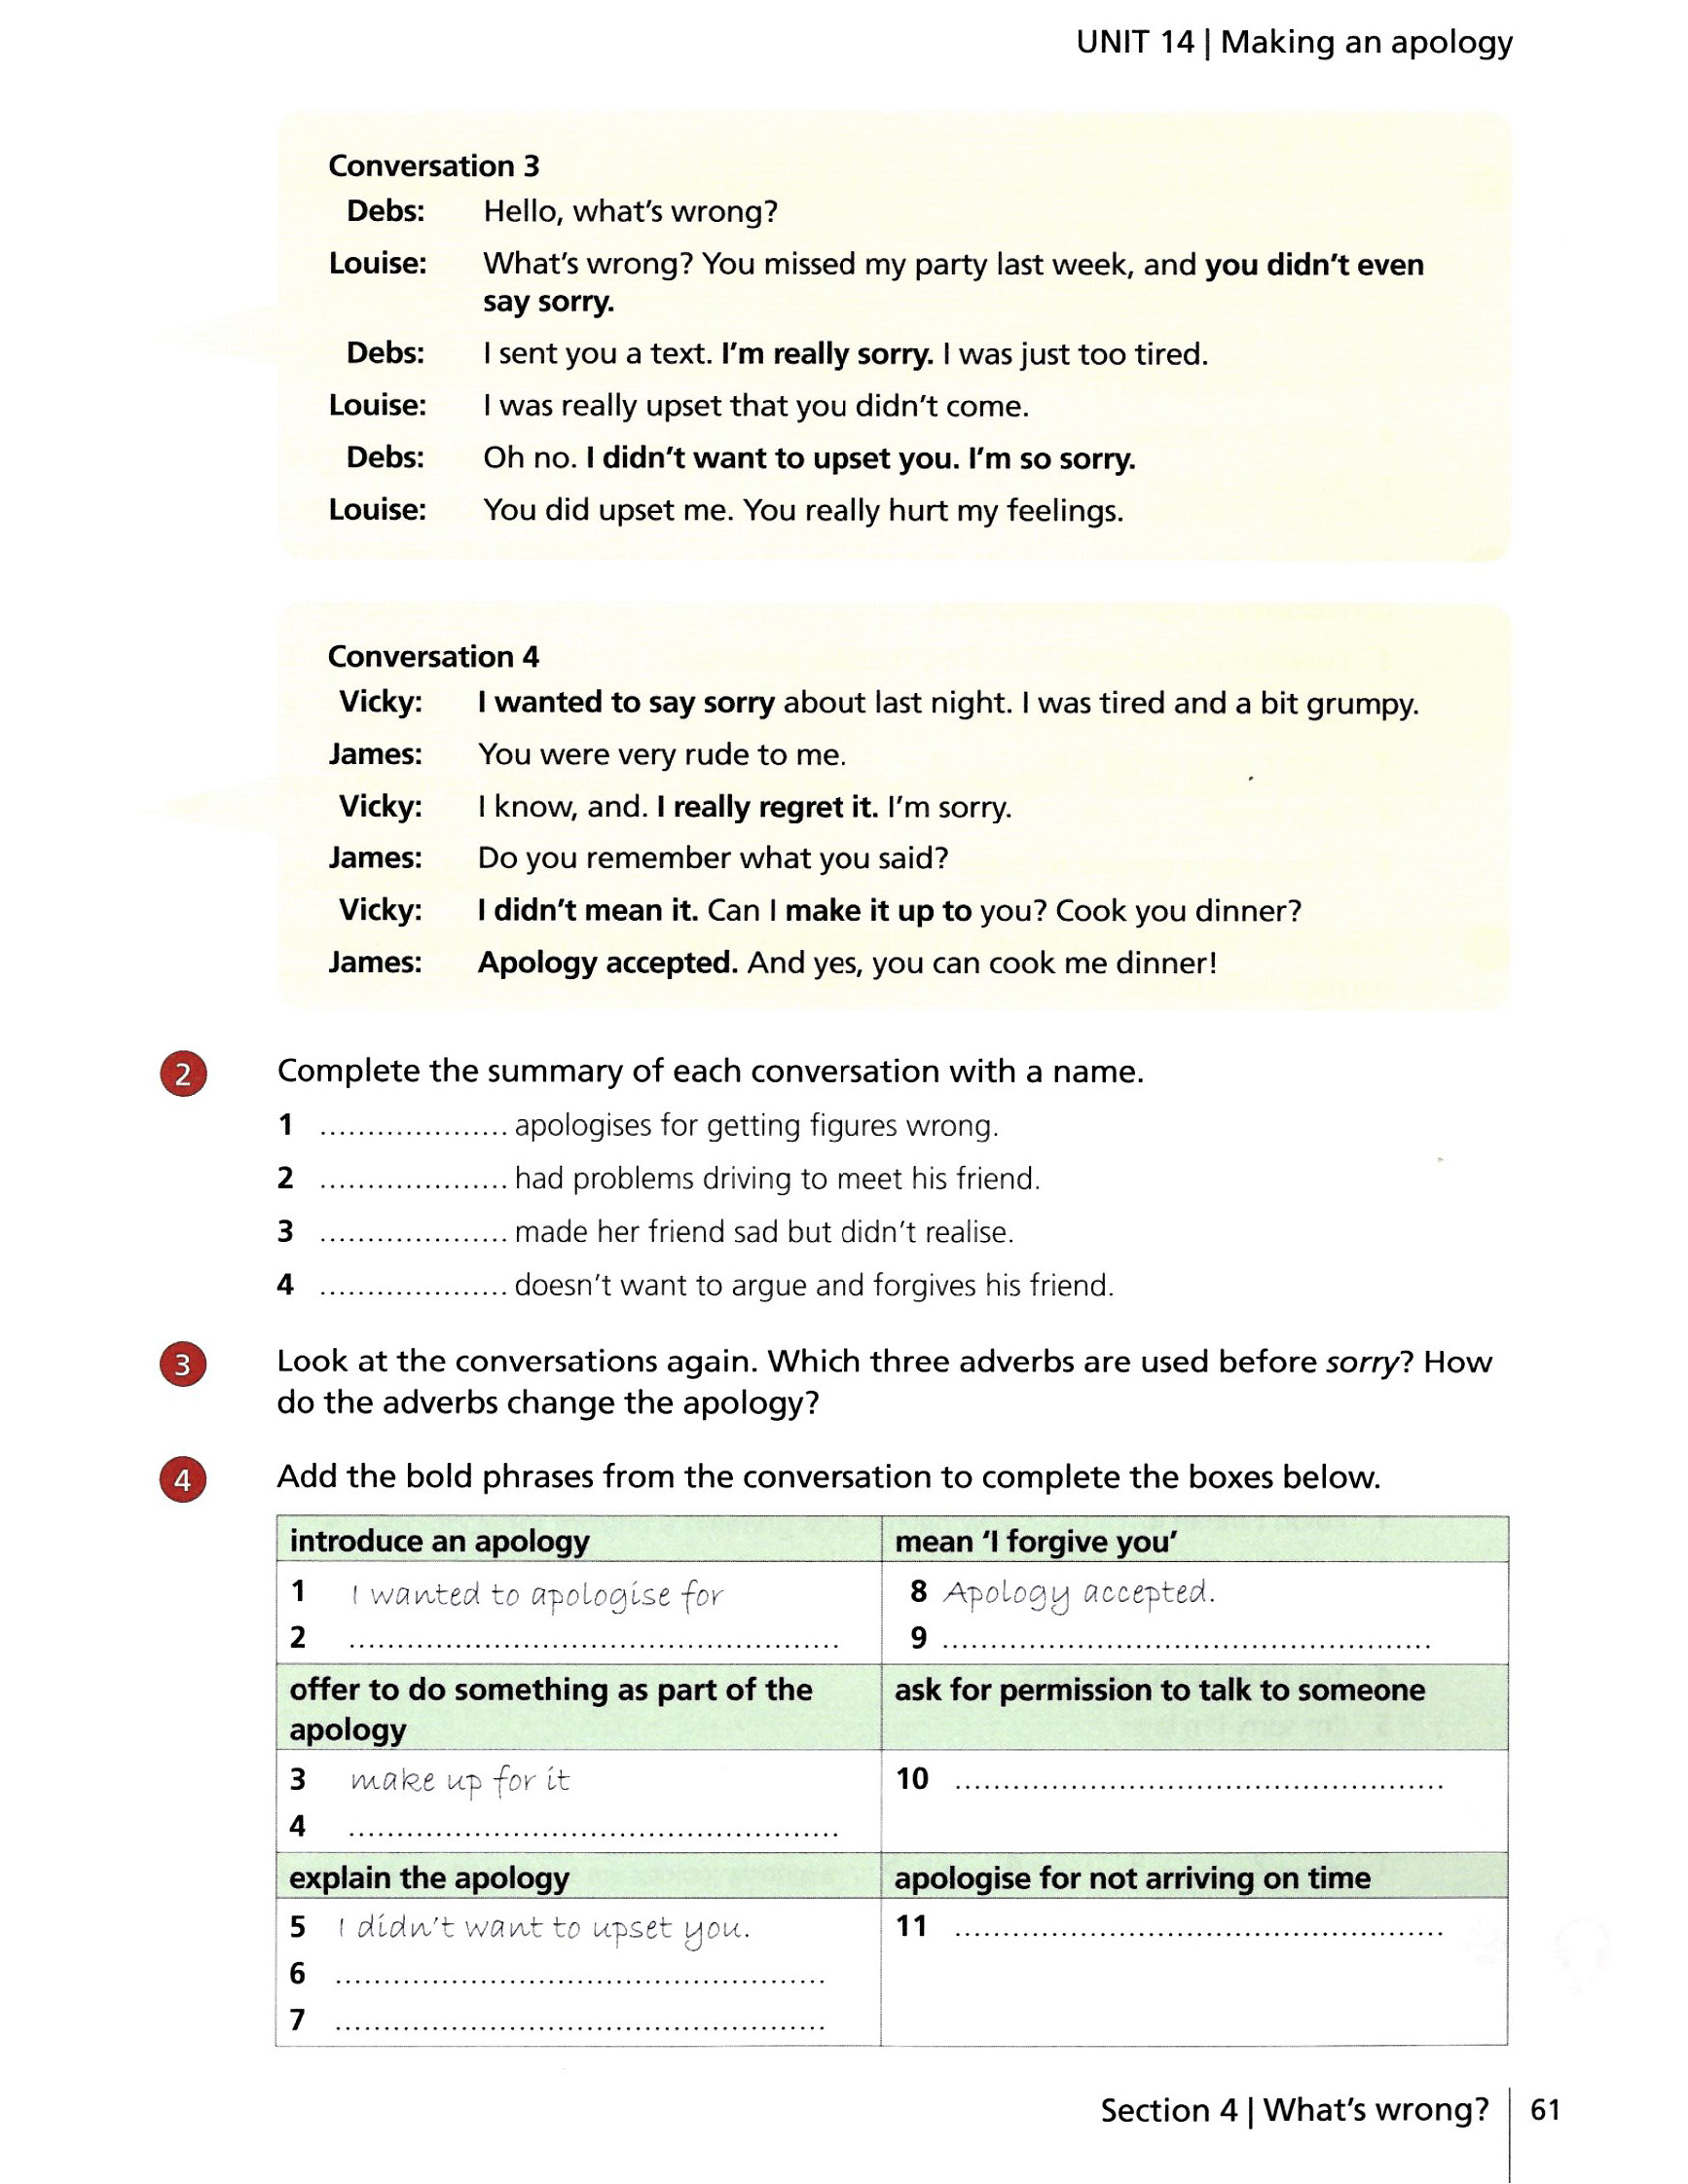 UNIT 14 | Making an apology
Conversation 3
Debs: Hello, what's wrong?
Louise: What's wrong? You missed my party last week, and you didn't even
say sorry.
Debs: I sent you a text. I'm really sorry. I was just too tired.
Louise: I was really upset that you didn't come.
Debs: Oh no. I didn't want to upset you. I'm so sorry.
Louise: You did upset me. You really hurt my feelings.
Conversation 4
Vicky: I wanted to say sorry about last night. I was tired and a bit grumpy.
James: You were very rude to me.
Vicky: I know, and. I really regret it. I'm sorry.
James: Do you remember what you said?
Vicky: I didn't mean it. Can I make it up to you? Cook you dinner?
James: Apology accepted. And yes, you can cook me dinner!
2 Complete the summary of each conversation with a name.
1 .................... apologises for getting figures wrong.
2 .................... had problems driving to meet his friend.
3 .................... made her friend sad but didn't realise.
4 .................... doesn't want to argue and forgives his friend.
3 Look at the conversations again. Which three adverbs are used before sorry? How
do the adverbs change the apology?
4 Add the bold phrases from the conversation to complete the boxes below.
introduce an apology
1 I wanted to apologise for
2 ....................
mean 'I forgive you'
8 Apology accepted.
9 ....................
offer to do something as part of the
apology
3 make up for it
4 ....................
ask for permission to talk to someone
10 ....................
explain the apology
5 I didn't want to upset you.
6 ....................
7 ....................
apologise for not arriving on time
11 ....................
Section 4 | What's wrong? 61